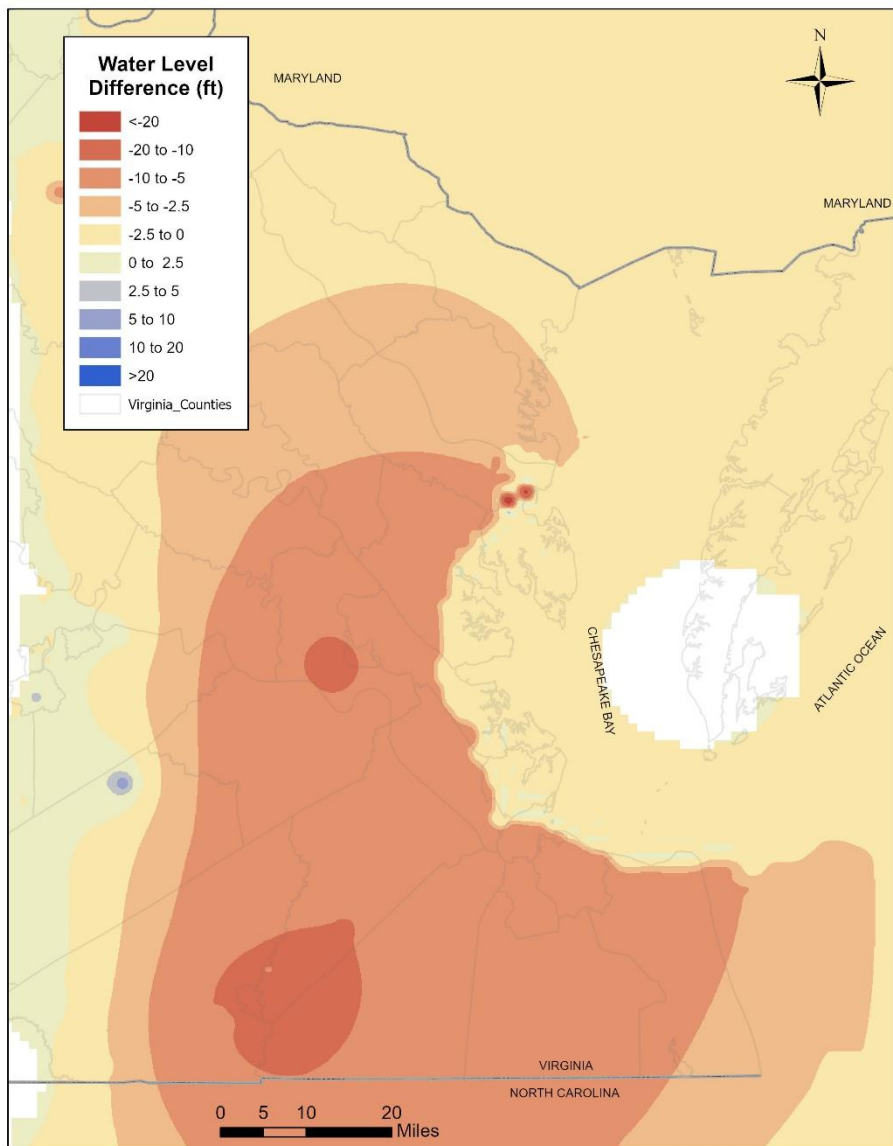 Water Level
Difference (ft)
<-20
-20 to -10
-10 to -5
-5 to -2.5
-2.5 to 0
0 to 2.5
2.5 to 5
5 to 10
10 to 20
>20
Virginia_Counties
MARYLAND
N
MARYLAND
CHESAPEAKE BAY
ATLANTIC OCEAN
VIRGINIA
NORTH CAROLINA
0 5 10 20
Miles